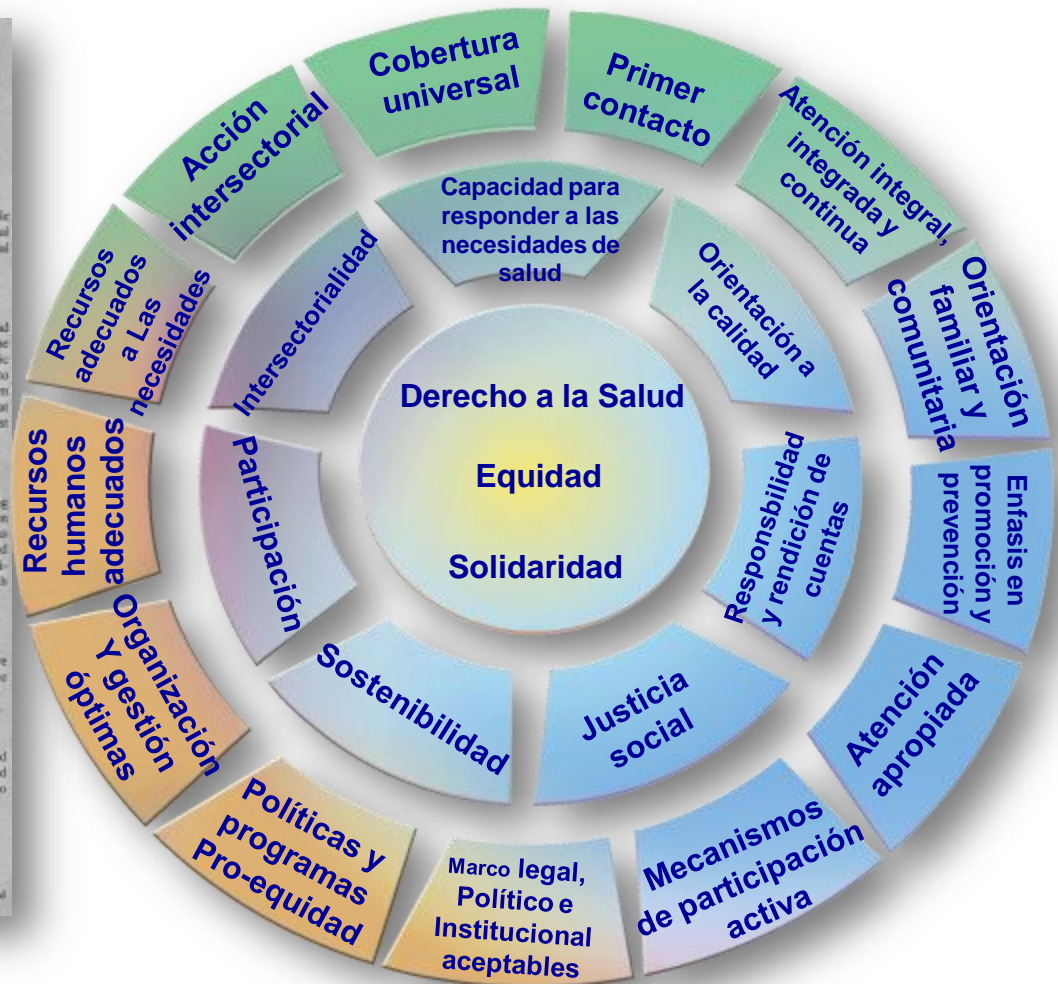 Cobertura
universal
Primer
contacto
Atención integral,
integrada y
continua
Orientación
familiar y
comunitaria
Enfasis en
promoción y
prevención
Atención
apropiada
Mecanismos
de participación
activa
Marco legal,
Político e
Institucional
aceptables
Políticas y
programas
Pro-equidad
Organización
Y gestión
óptimas
Recursos
humanos
adecuados
Recursos
adecuados
a Las
necesidades
Acción
intersectorial
Capacidad para
responder a las
necesidades de
salud
Orientación a
la calidad
Responsbilidad
y rendición de
cuentas
Justicia
social
Sostenibilidad
Participación
Intersectorialidad
Derecho a la Salud
Equidad
Solidaridad